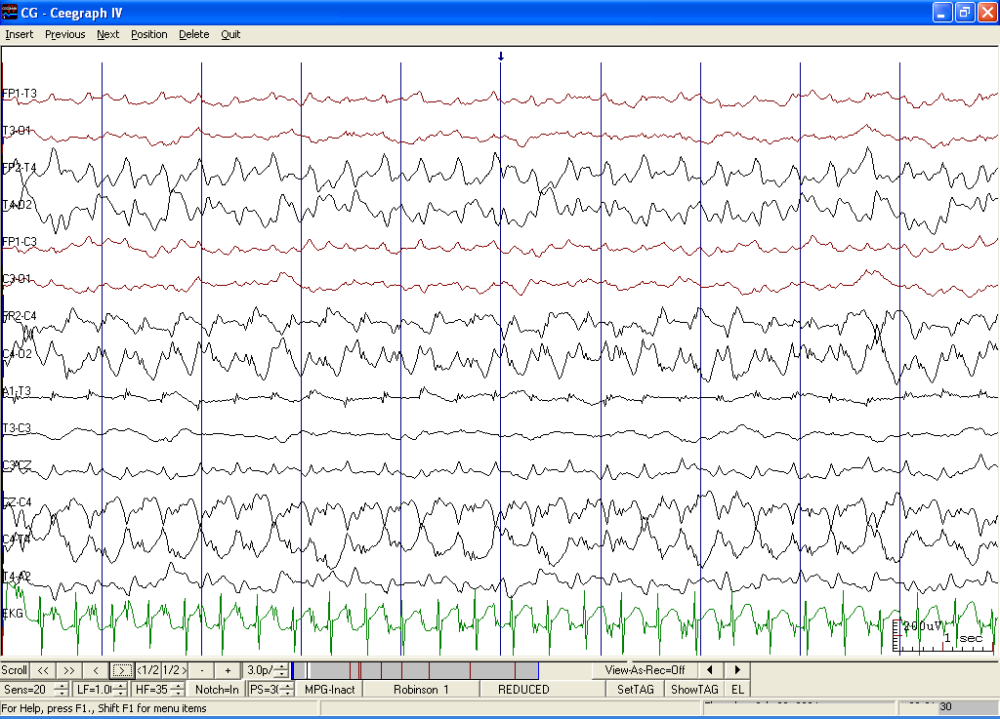 CG - Ceegraph IV
Insert Previous Next Position Delete Quit
FP1-T3
T3-O1
FP2-T4
T4-O2
FP1-C3
C3-O1
FP2-C4
C4-O2
A1-T3
T3-C3
C3-CZ
CZ-C4
C4-T4
T4-A2
EKG
200uV
1 sec
Scroll << >> < > <1/2 1/2> - + 3.0p/ View-As-Rec=Off
Sens=20 LF=1.0 HF=35 Notch=In PS=3 MPG-Inact Robinson 1 REDUCED SetTAG ShowTAG EL
For Help, press F1., Shift F1 for menu items 30